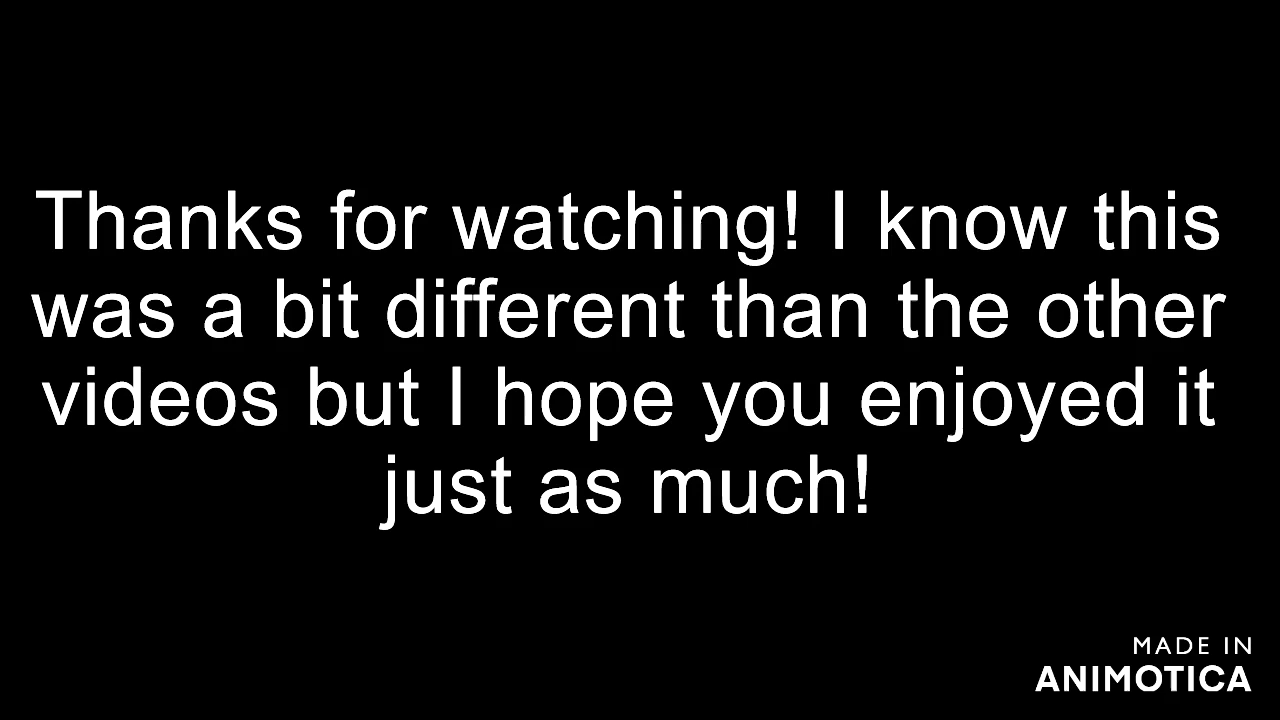 Thanks for watching! I know this
was a bit different than the other
videos but I hope you enjoyed it
just as much!
MADE IN
ANIMOTICA